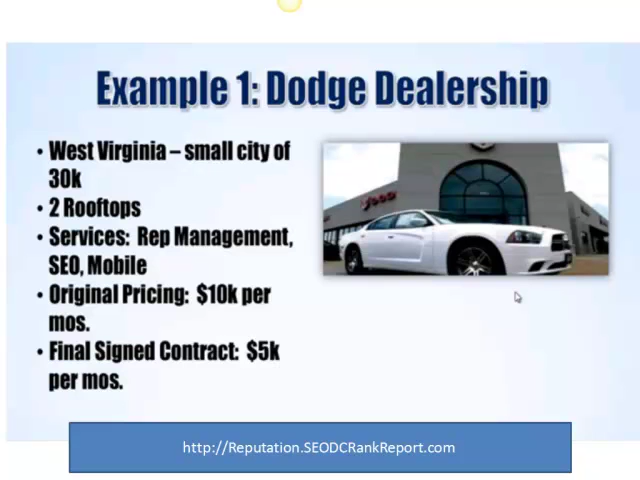 Example 1: Dodge Dealership
• West Virginia – small city of
30k
• 2 Rooftops
• Services: Rep Management,
SEO, Mobile
• Original Pricing: $10k per
mos.
• Final Signed Contract: $5k
per mos.
http://Reputation.SEODCRankReport.com